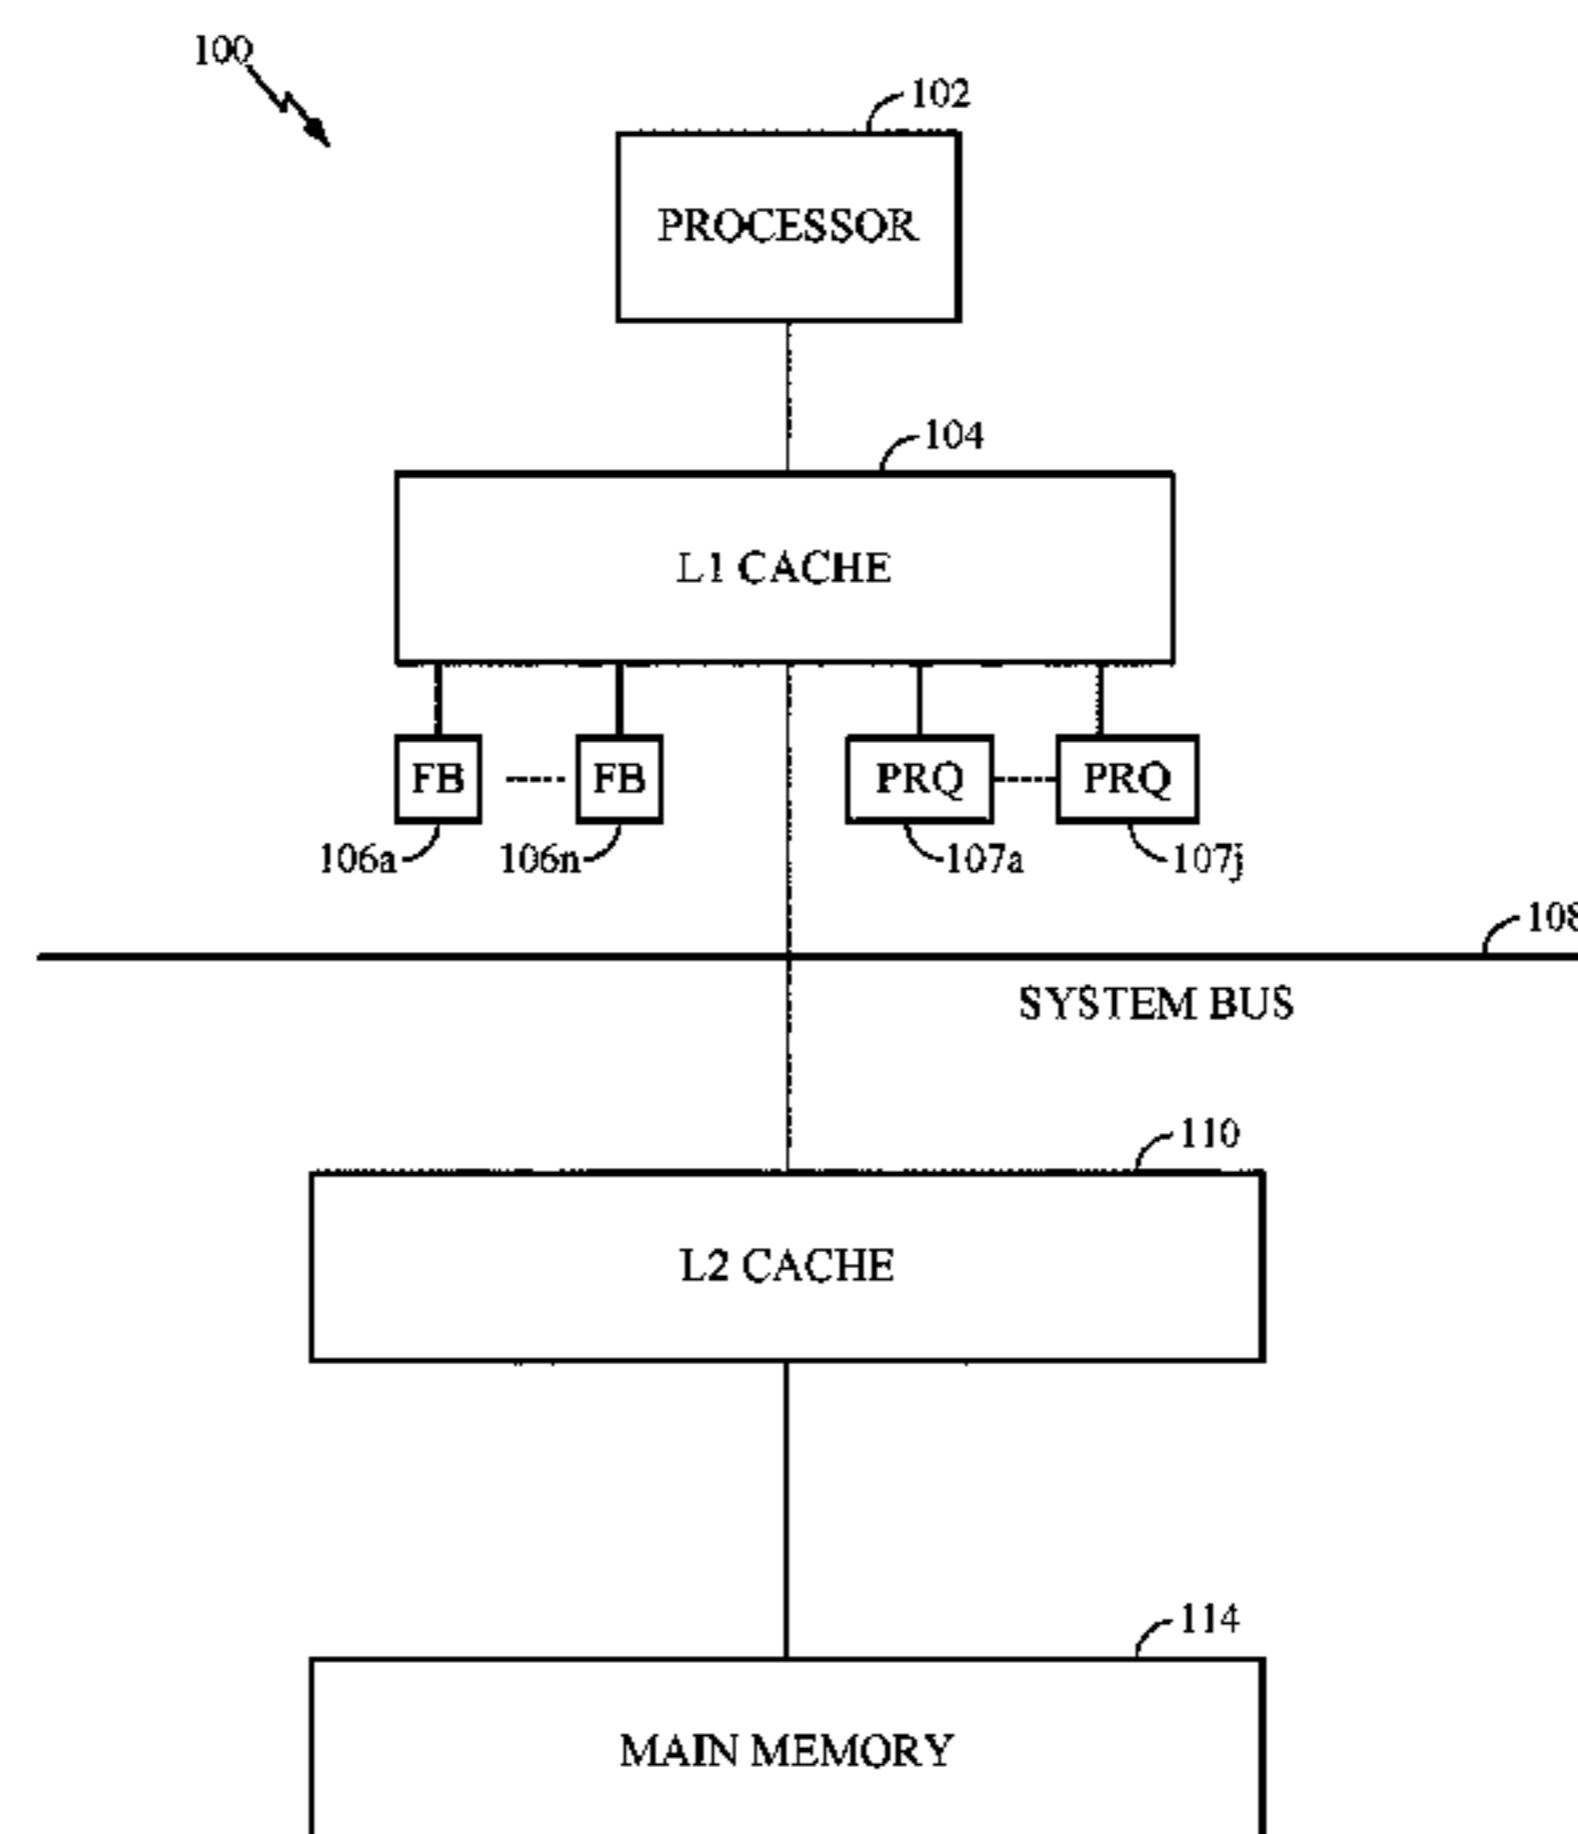 100
102
PROCESSOR
104
L1 CACHE
FB ---- FB PRQ ---- PRQ
106a 106n 107a 107j
108
SYSTEM BUS
110
L2 CACHE
114
MAIN MEMORY